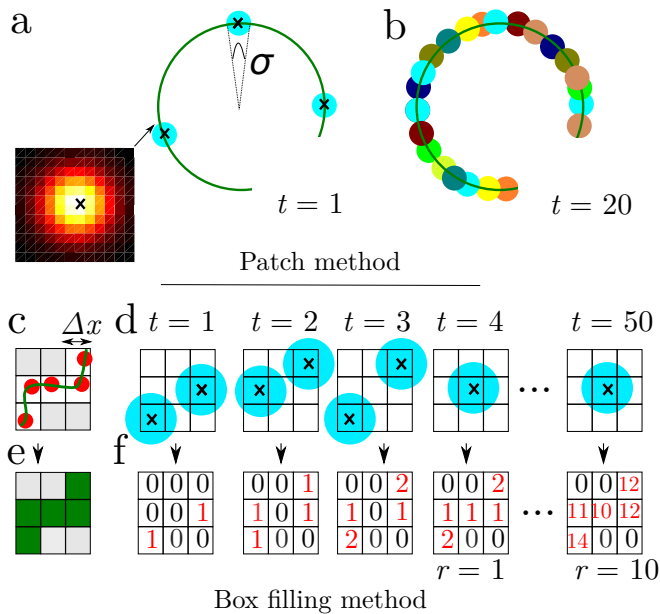 a
b
σ
t = 1
t = 20
Patch method
c
Δx
d
t = 1
t = 2
t = 3
t = 4
t = 50
...
e
f
0 0 0
0 0 1
1 0 0
0 0 1
1 0 1
1 0 0
0 0 2
1 0 1
2 0 0
0 0 2
1 1 1
2 0 0
...
0 0 12
11 10 12
14 0 0
r = 1
r = 10
Box filling method